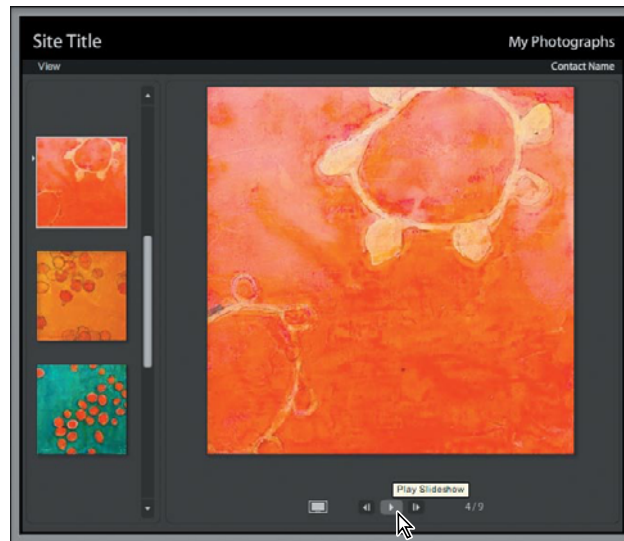 Site Title
My Photographs
View
Contact Name
Play Slideshow
4/9